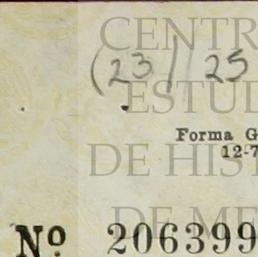 CENTR
(23) 25
ESTUD
Forma G
12-7
DE HIST
DE ME
Nº 206399